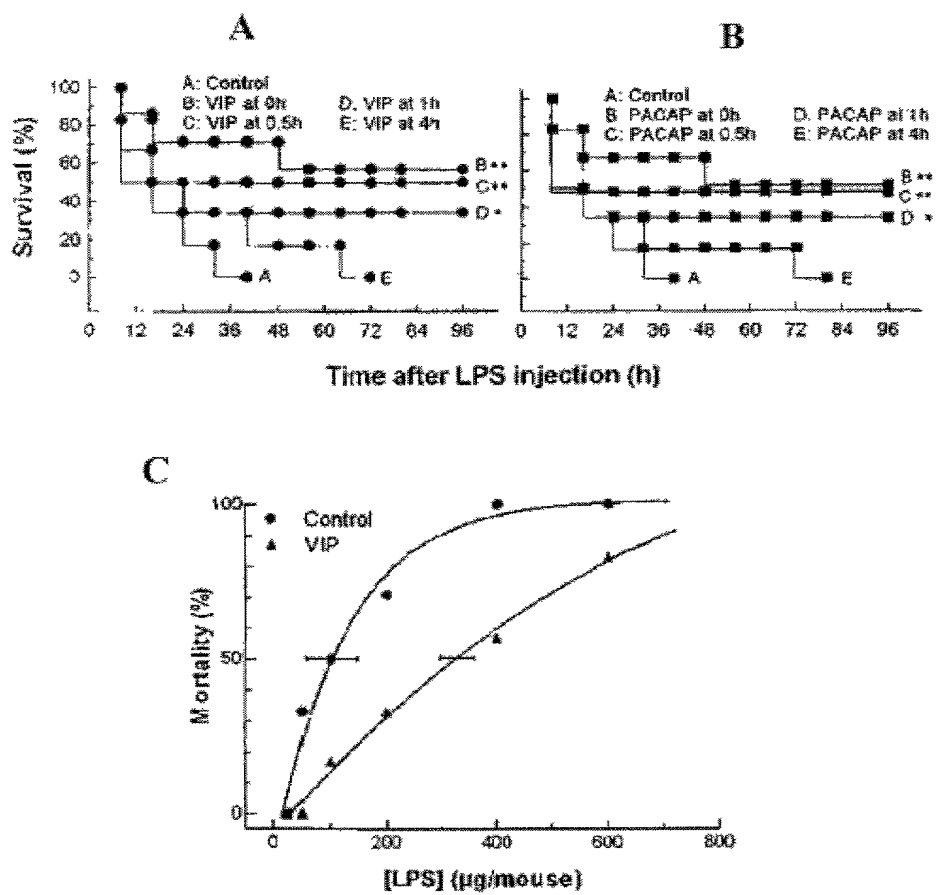 A
B
A: Control
B: VIP at 0h
D. VIP at 1h
C: VIP at 0.5h
E: VIP at 4h
A: Control
B PACAP at 0h
D. PACAP at 1h
C: PACAP at 0.5h
E: PACAP at 4h
Survival (%)
100
80
60
40
20
0
B **
C **
D *
A
E
B **
C **
D *
A
E
0 12 24 36 48 60 72 84 96
0 12 24 36 48 60 72 84 96
Time after LPS injection (h)
C
Control
VIP
Mortality (%)
100
50
0
0 200 400 600 800
[LPS] (µg/mouse)